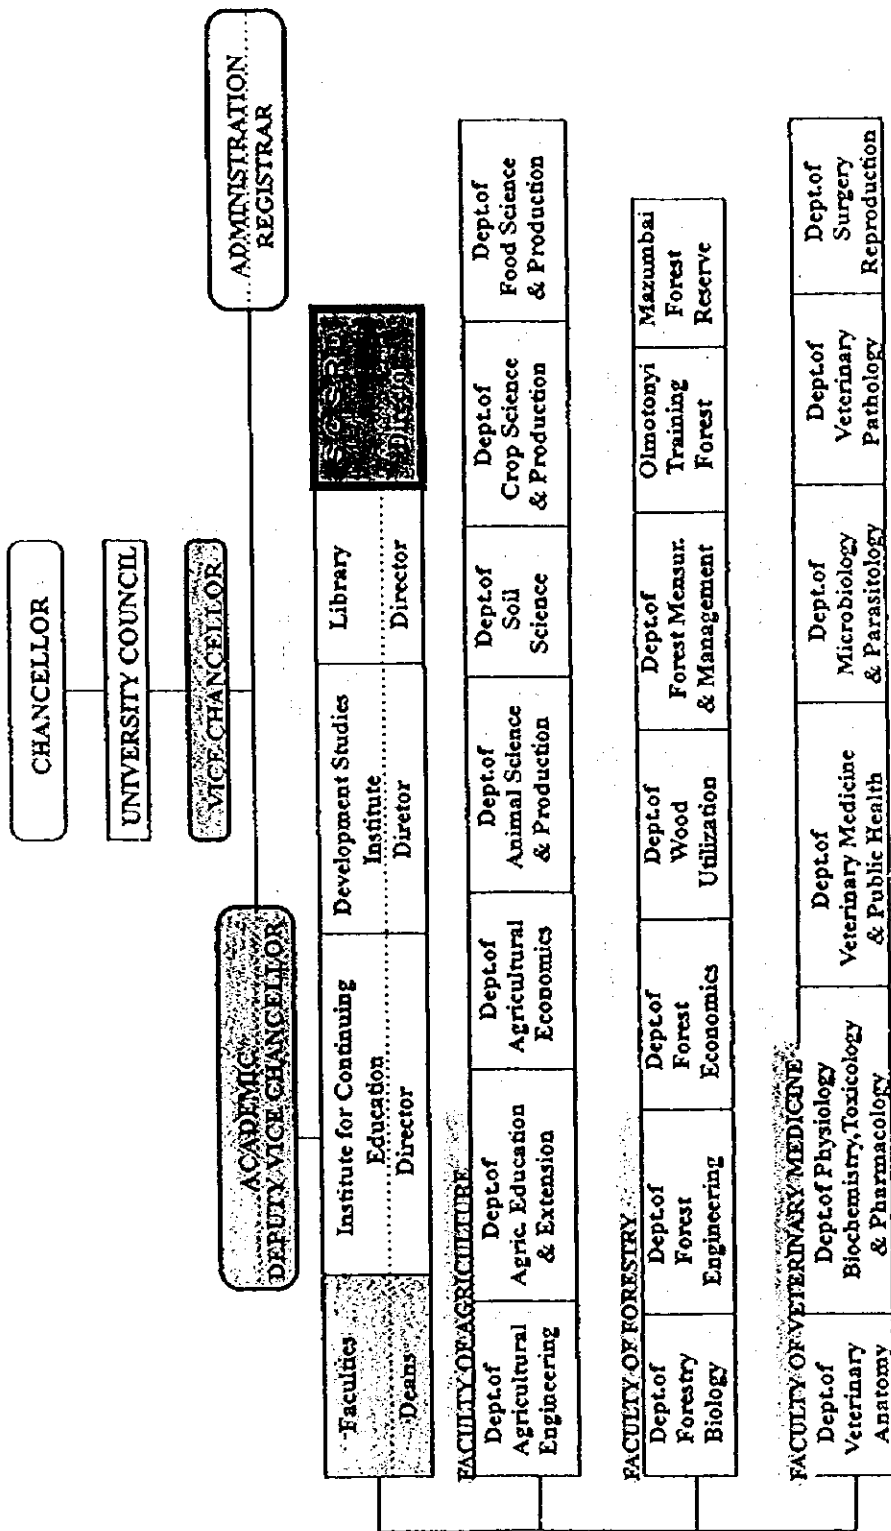 CHANCELLOR
UNIVERSITY COUNCIL
VICE CHANCELLOR
ACADEMIC
DEPUTY VICE CHANCELLOR
ADMINISTRATION
REGISTRAR
Faculties
Deans
Institute for Continuing
Education
Director
Development Studies
Institute
Diretor
Library
Director
Director
FACULTY OF AGRICULTURE
Dept.of
Agricultural
Engineering
Dept.of
Agric. Education
& Extension
Dept.of
Agricultural
Economics
Dept.of
Animal Science
& Production
Dept.of
Soil
Science
Dept.of
Crop Science
& Production
Dept.of
Food Science
& Production
FACULTY OF FORESTRY
Dept.of
Forestry
Biology
Dept.of
Forest
Engineering
Dept.of
Forest
Economics
Dept.of
Wood
Utilization
Dept.of
Forest Mensur.
& Management
Olmotonyi
Training
Forest
Mazumbai
Forest
Reserve
FACULTY OF VETERINARY MEDICINE
Dept.of
Veterinary
Anatomy
Dept.of Physiology
Biochemistry,Toxicology
& Pharmacology
Dept.of
Veterinary Medicine
& Public Health
Dept.of
Microbiology
& Parasitology
Dept.of
Veterinary
Pathology
Dept.of
Surgery
Reproduction